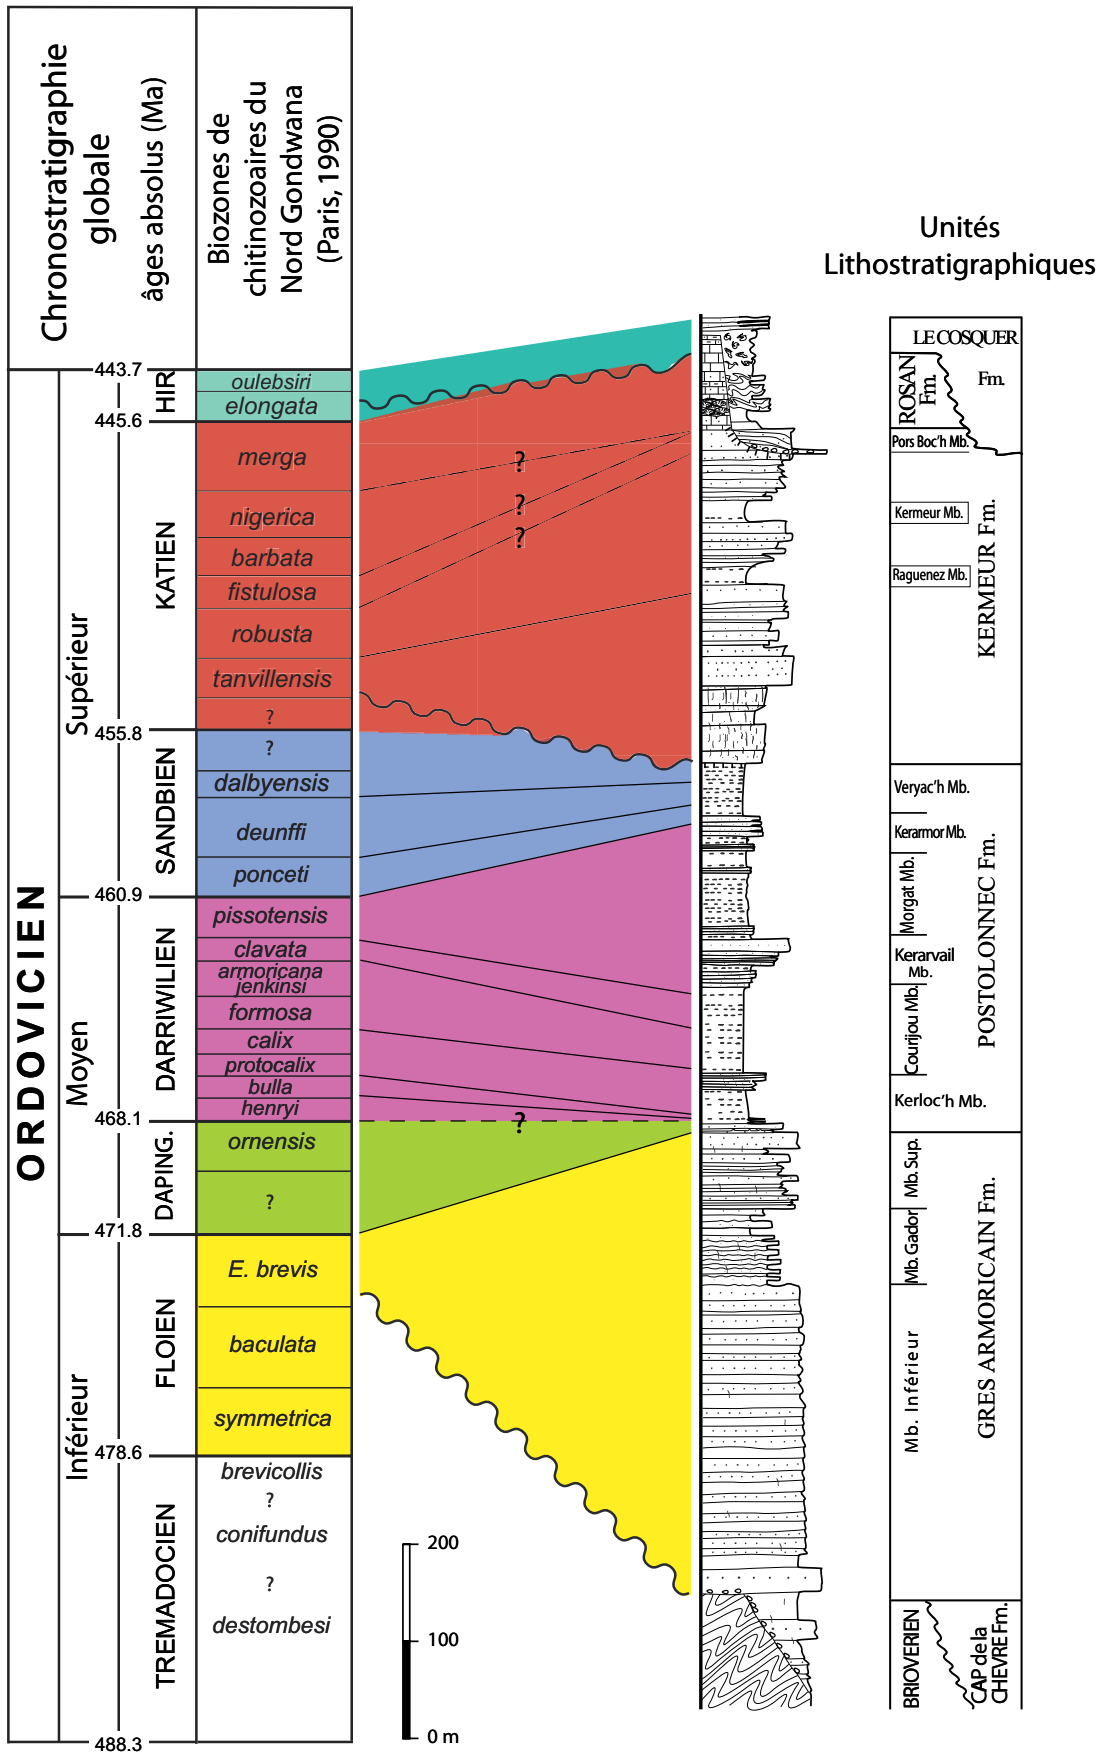 Chronostratigraphie
globale
âges absolus (Ma)
Biozones de
chitinozoaires du
Nord Gondwana
(Paris, 1990)
Unités
Lithostratigraphiques
ORDOVICIEN
Supérieur
Moyen
Inférieur
443.7
445.6
455.8
460.9
468.1
471.8
478.6
488.3
HIR
KATIEN
SANDBIEN
DARRIWILIEN
DAPING.
FLOIEN
TREMADOCIEN
oulebsiri
elongata
merga
nigerica
barbata
fistulosa
robusta
tanvillensis
?
?
dalbyensis
deunffi
ponceti
pissotensis
clavata
armoricana
jenkinsi
formosa
calix
protocalix
bulla
henryi
ornensis
?
E. brevis
baculata
symmetrica
brevicollis
?
conifundus
?
destombesi
?
?
?
?
200
100
0 m
LE COSQUER
Fm.
ROSAN
Fm.
Pors Boc'h Mb.
Kermeur Mb.
Raguenez Mb.
KERMEUR Fm.
Veryac'h Mb.
Kerarmor Mb.
Morgat Mb.
Kerarvail
Mb.
Courijou Mb.
Kerloc'h Mb.
POSTOLONNEC Fm.
Mb. Sup.
Mb. Gador
Mb. Inférieur
GRES ARMORICAIN Fm.
BRIOVERIEN
CAP de la
CHEVRE Fm.